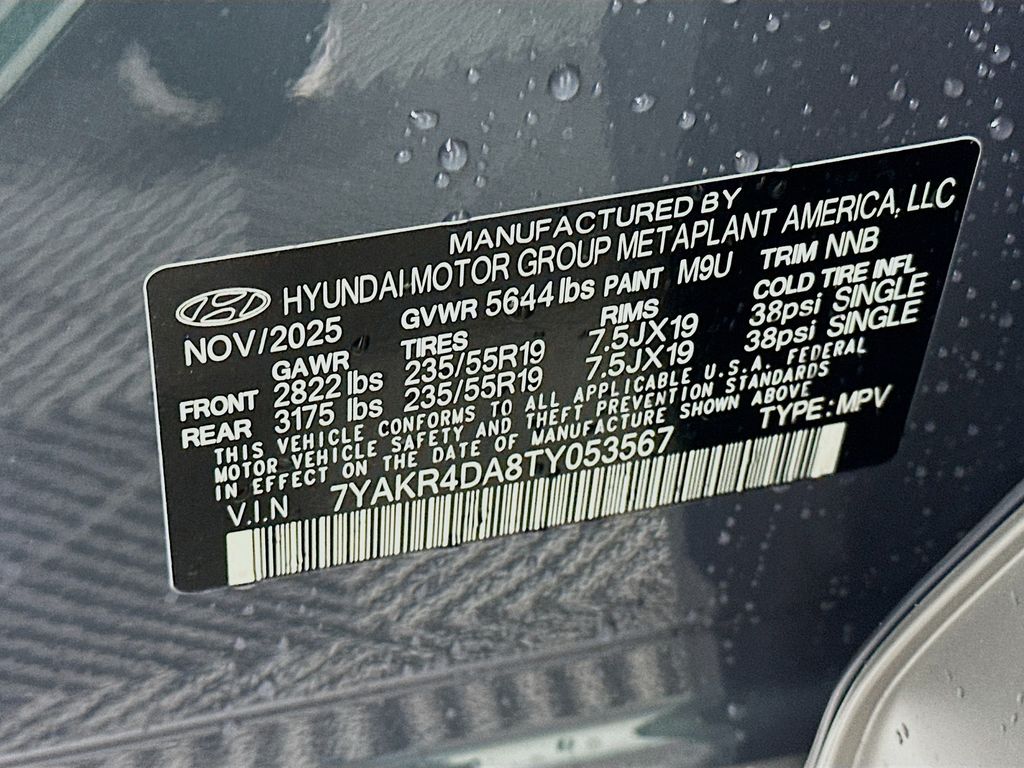 MANUFACTURED BY
HYUNDAI MOTOR GROUP METAPLANT AMERICA, LLC
NOV/2025 GVWR 5644 lbs PAINT M9U TRIM NNB
GAWR TIRES RIMS COLD TIRE INFL
FRONT 2822 lbs 235/55R19 7.5JX19 38psi SINGLE
REAR 3175 lbs 235/55R19 7.5JX19 38psi SINGLE
THIS VEHICLE CONFORMS TO ALL APPLICABLE U.S.A. FEDERAL
MOTOR VEHICLE SAFETY AND THEFT PREVENTION STANDARDS
IN EFFECT ON THE DATE OF MANUFACTURE SHOWN ABOVE
V.I.N 7YAKR4DA8TY053567 TYPE: MPV